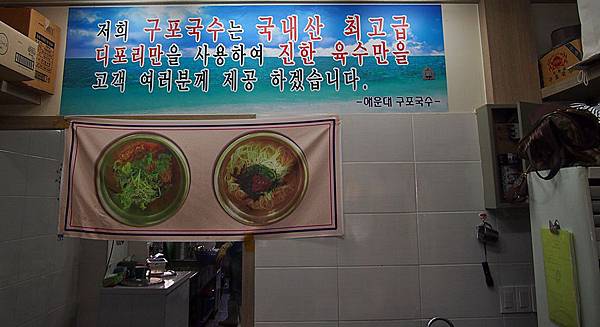 저희 구포국수는 국내산 최고급
디포리만을 사용하여 진한 육수만을
고객 여러분께 제공 하겠습니다.
-해운대 구포국수-